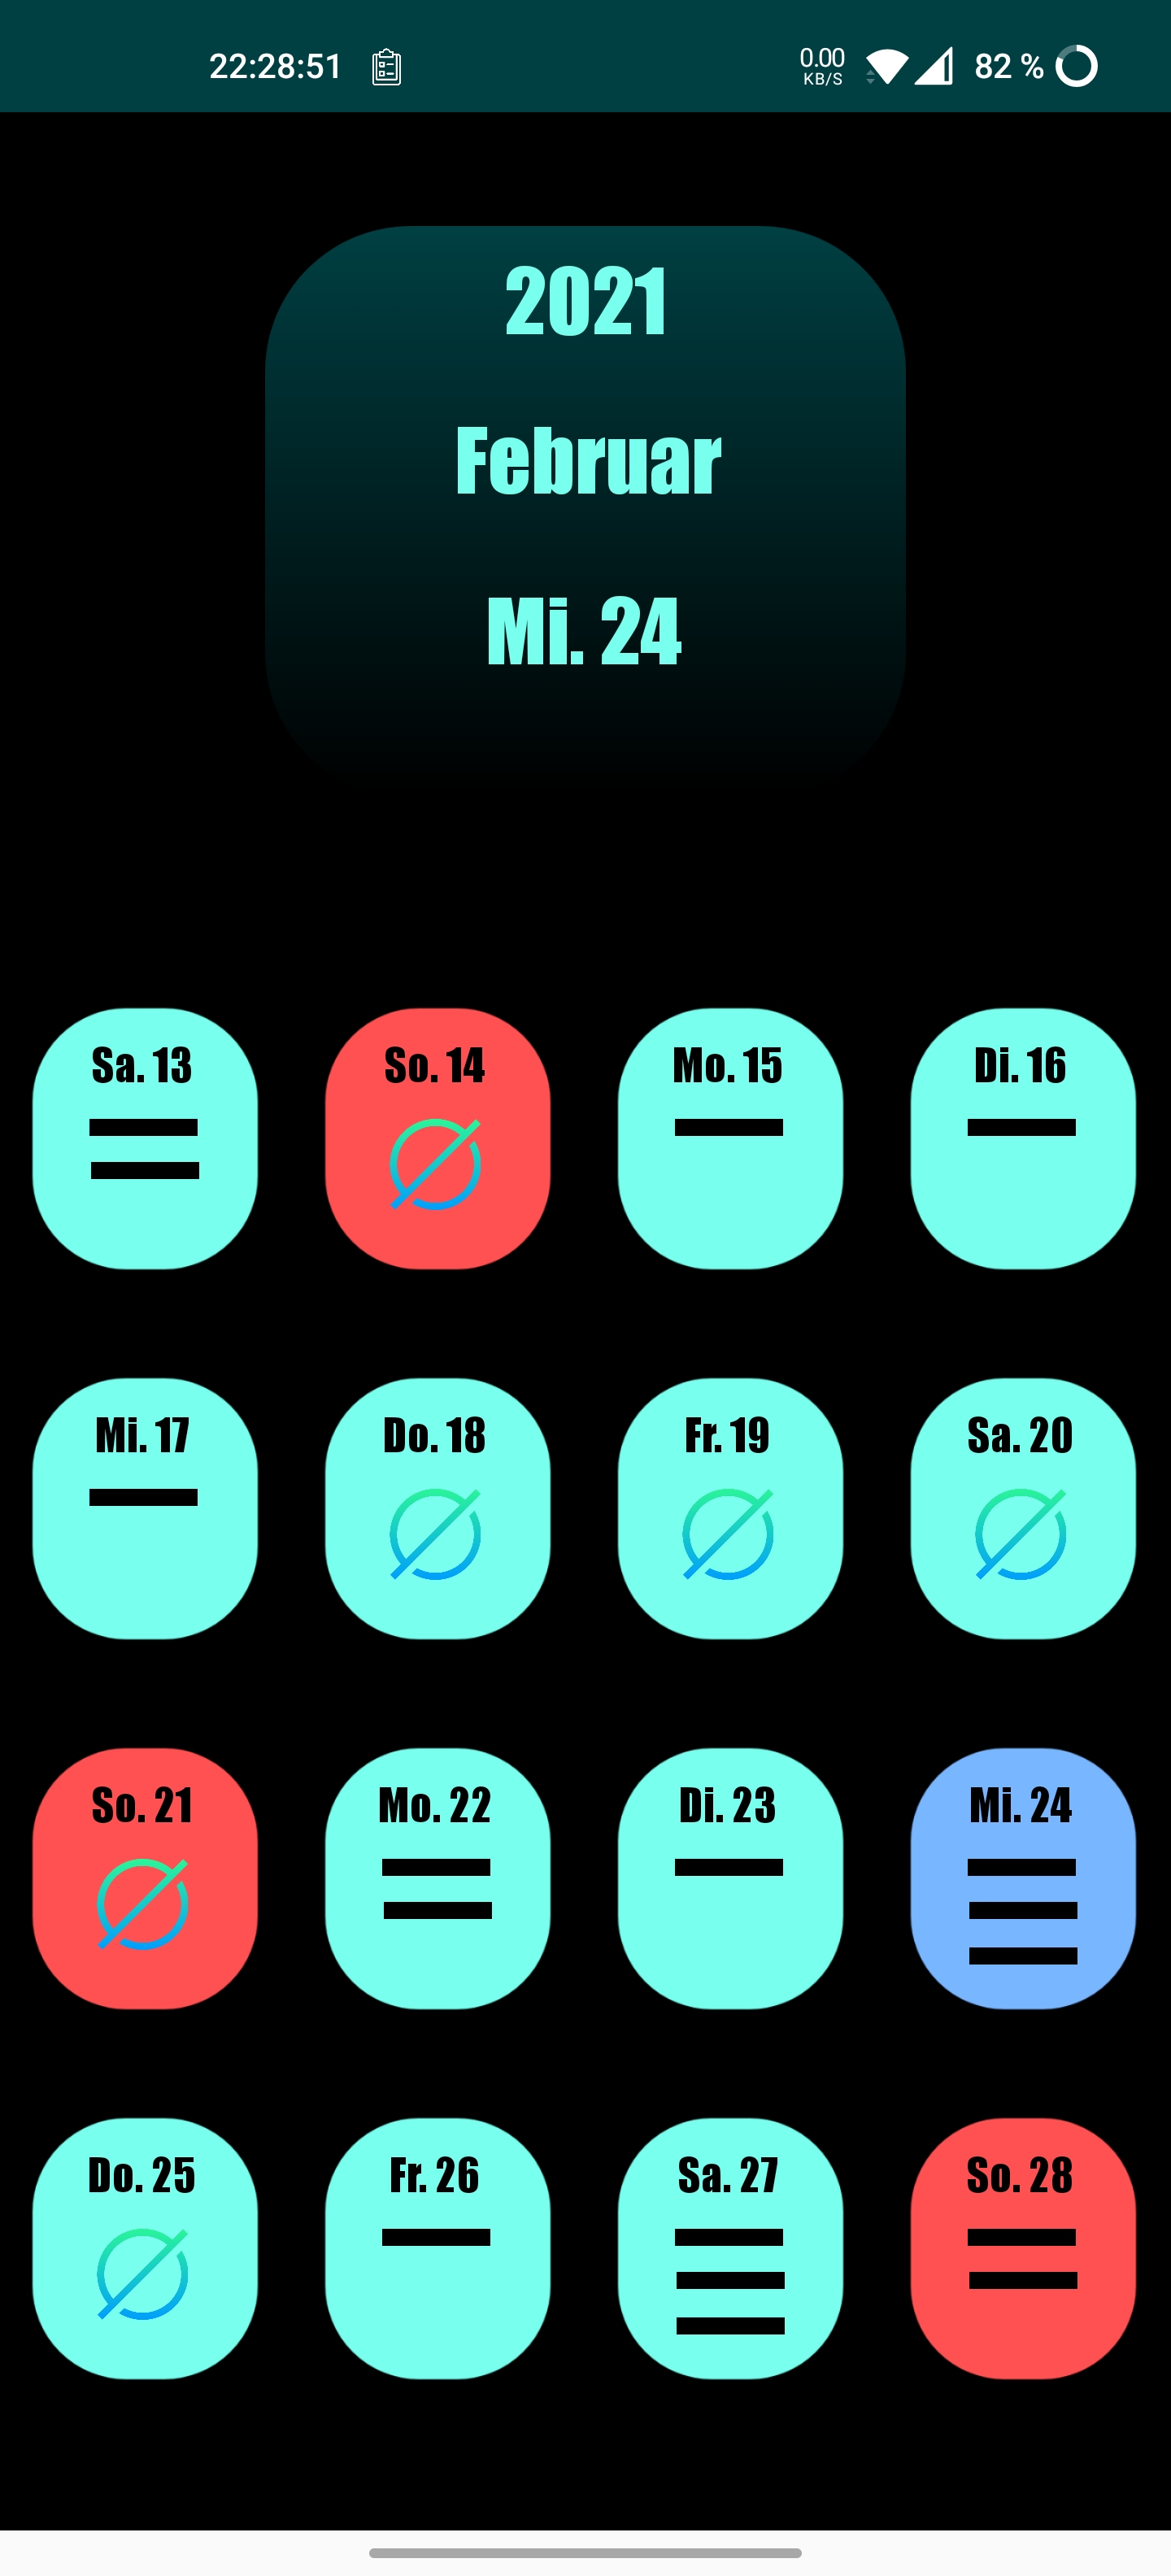 22:28:51
0.00
KB/S
82 %
2021
Februar
Mi. 24
Sa. 13
So. 14
Mo. 15
Di. 16
Mi. 17
Do. 18
Fr. 19
Sa. 20
So. 21
Mo. 22
Di. 23
Mi. 24
Do. 25
Fr. 26
Sa. 27
So. 28